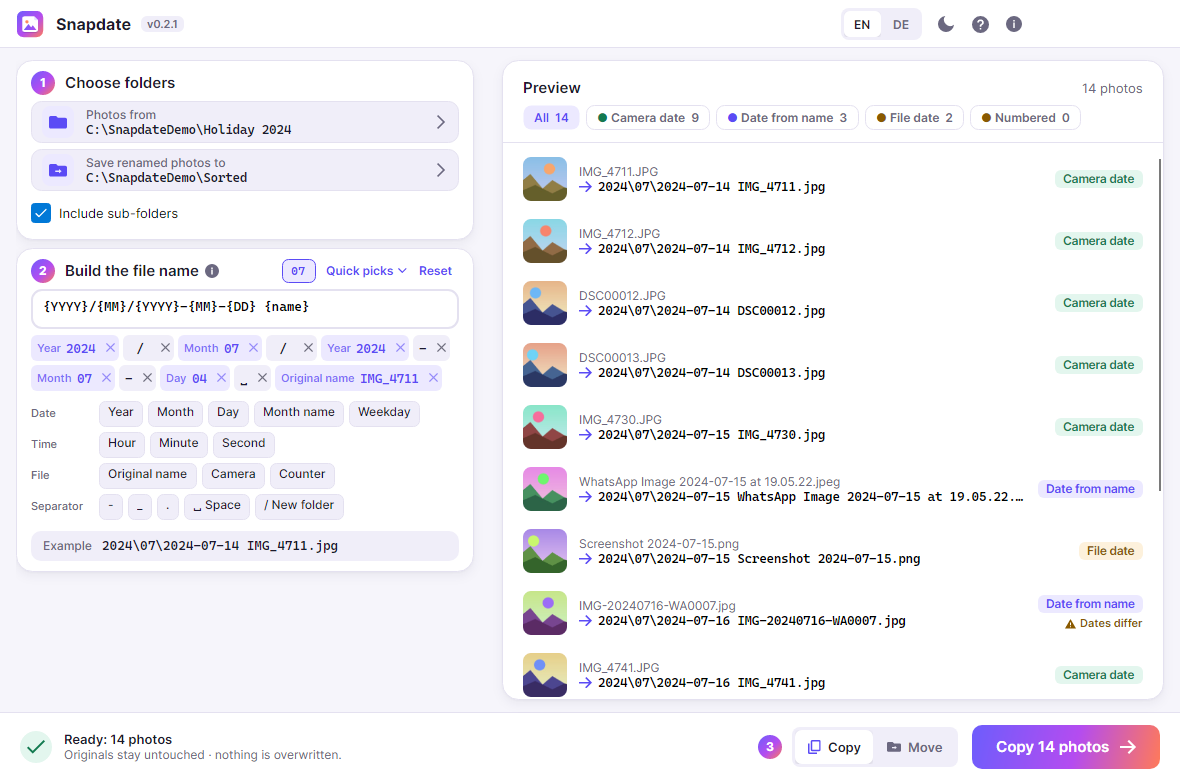 Snapdate v0.2.1
EN DE
1 Choose folders
Photos from
C:\SnapdateDemo\Holiday 2024
Save renamed photos to
C:\SnapdateDemo\Sorted
Include sub-folders
2 Build the file name 07 Quick picks Reset
{YYYY}/{MM}/{YYYY}-{MM}-{DD} {name}
Year 2024 × / × Month 07 × / × Year 2024 × - ×
Month 07 × - × Day 04 × ␣ × Original name IMG_4711 ×
Date Year Month Day Month name Weekday
Time Hour Minute Second
File Original name Camera Counter
Separator - _ . ␣ Space / New folder
Example 2024\07\2024-07-14 IMG_4711.jpg
Preview 14 photos
All 14 Camera date 9 Date from name 3 File date 2 Numbered 0
IMG_4711.JPG
→ 2024\07\2024-07-14 IMG_4711.jpg Camera date
IMG_4712.JPG
→ 2024\07\2024-07-14 IMG_4712.jpg Camera date
DSC00012.JPG
→ 2024\07\2024-07-14 DSC00012.jpg Camera date
DSC00013.JPG
→ 2024\07\2024-07-14 DSC00013.jpg Camera date
IMG_4730.JPG
→ 2024\07\2024-07-15 IMG_4730.jpg Camera date
WhatsApp Image 2024-07-15 at 19.05.22.jpeg
→ 2024\07\2024-07-15 WhatsApp Image 2024-07-15 at 19.05.22.… Date from name
Screenshot 2024-07-15.png
→ 2024\07\2024-07-15 Screenshot 2024-07-15.png File date
IMG-20240716-WA0007.jpg Date from name
→ 2024\07\2024-07-16 IMG-20240716-WA0007.jpg Dates differ
IMG_4741.JPG
→ 2024\07\2024-07-16 IMG_4741.jpg Camera date
Ready: 14 photos
Originals stay untouched · nothing is overwritten.
3 Copy Move Copy 14 photos →